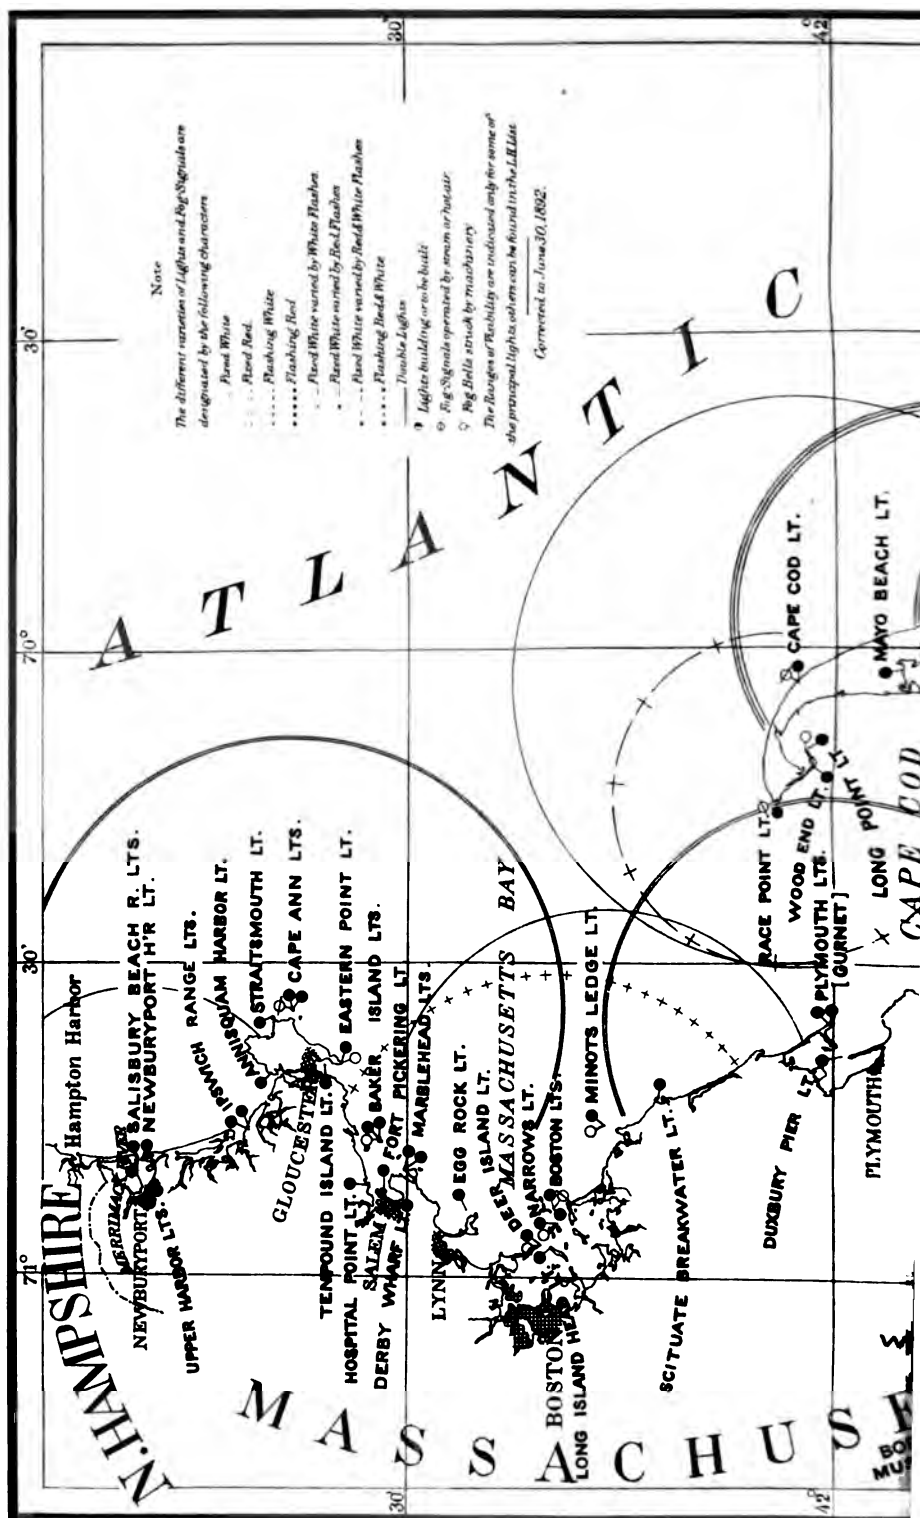 Note
The different varieties of Lights and Fog-Signals are
designated by the following characters
Fixed White
Fixed Red.
Flashing White
Flashing Red
Fixed White varied by White Flashes.
Fixed White varied by Red Flashes
Fixed White varied by Red & White Flashes
Flashing Red & White
Double Lights
Lights building or to be built
Fog-Signals operated by steam or hot-air.
Fog Bells struck by machinery
The Ranges of Visibility are indicated only for some of
the principal lights, others can be found in the L.H. List
Corrected to June 30, 1892.
30'
70°
30'
71°
30'
42°
30'
42°
ATLANTIC
N. HAMPSHIRE
Hampton Harbor
SALISBURY BEACH R. LTS.
NEWBURYPORT H'R LT.
MERRIMACK RIVER
NEWBURYPORT
UPPER HARBOR LTS.
IPSWICH RANGE LTS.
ANNISQUAM HARBOR LT.
STRAITSMOUTH LT.
CAPE ANN LTS.
EASTERN POINT LT.
GLOUCESTER
TENPOUND ISLAND LT.
BAKER ISLAND LTS.
HOSPITAL POINT LT.
FORT PICKERING LT.
SALEM
DERBY WHARF LT.
MARBLEHEAD LTS.
LYNN
EGG ROCK LT.
MASSACHUSETTS BAY
DEER ISLAND LT.
NARROWS LT.
BOSTON LTS.
BOSTON
LONG ISLAND HEAD
MINOTS LEDGE LT.
SCITUATE BREAKWATER LT.
RACE POINT LT.
WOOD END LT.
LONG POINT LT
CAPE COD LT.
MAYO BEACH LT.
CAPE COD
PLYMOUTH LTS.
[GURNET]
DUXBURY PIER LT.
PLYMOUTH
MASSACHUSE